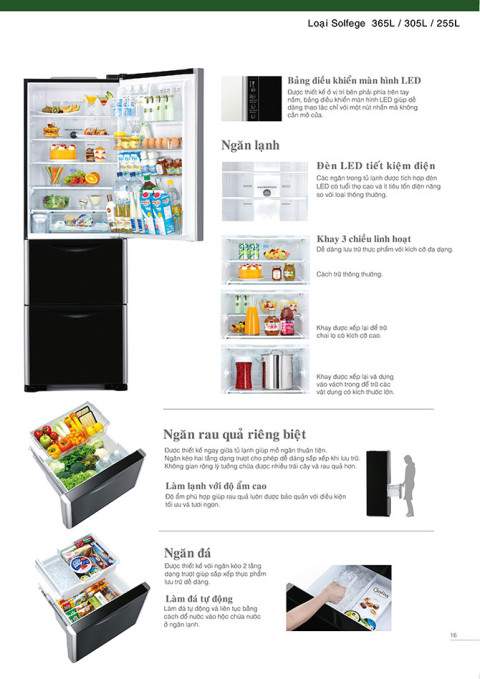 Loại Solfege 365L / 305L / 255L
Bảng điều khiển màn hình LED
Được thiết kế ở vị trí bên phải phía trên tay
nắm, bảng điều khiển màn hình LED giúp dễ
dàng thao tác chỉ với một nút nhấn mà không
cần mở cửa.
Ngăn lạnh
Đèn LED tiết kiệm điện
Các ngăn trong tủ lạnh được tích hợp đèn
LED có tuổi thọ cao và ít tiêu tốn điện năng
so với loại thông thường.
Khay 3 chiều linh hoạt
Dễ dàng lưu trữ thực phẩm với kích cỡ đa dạng.
Cách trữ thông thường.
Khay được xếp lại để trữ
chai lọ có kích cỡ cao.
Khay được xếp lại và dựng
vào vách trong để trữ các
vật dụng có kích thước lớn.
Ngăn rau quả riêng biệt
Được thiết kế ngay giữa tủ lạnh giúp mở ngăn thuận tiện.
Ngăn kéo hai tầng dạng trượt cho phép dễ dàng sắp xếp khi lưu trữ.
Không gian rộng lý tưởng chứa được nhiều trái cây và rau quả hơn.
Làm lạnh với độ ẩm cao
Độ ẩm phù hợp giúp rau quả luôn được bảo quản với điều kiện
tối ưu và tươi ngon.
Ngăn đá
Được thiết kế với ngăn kéo 2 tầng
dạng trượt giúp sắp xếp thực phẩm
lưu trữ dễ dàng.
Làm đá tự động
Làm đá tự động và liên tục bằng
cách đổ nước vào hộc chứa nước
ở ngăn lạnh.
16